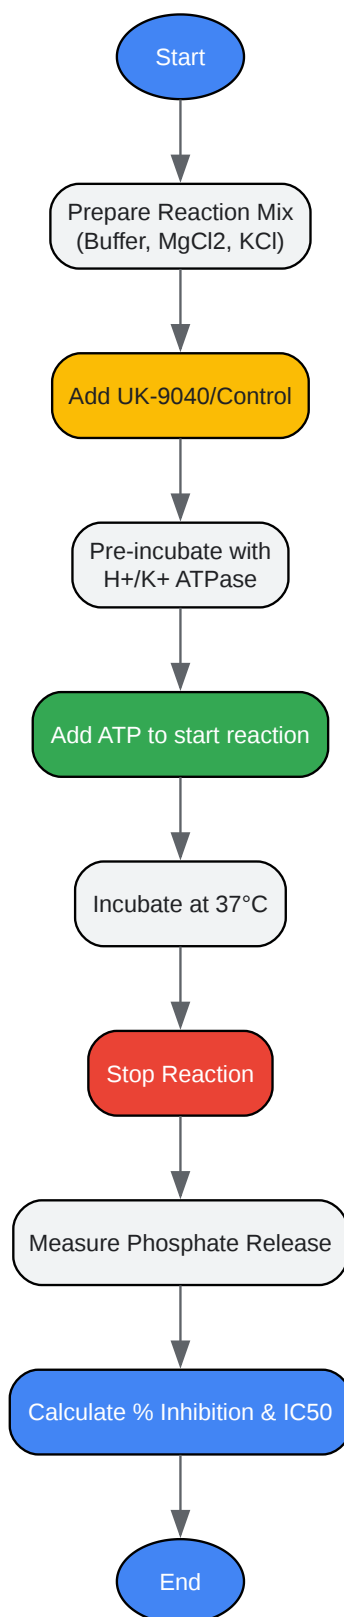 Start
Prepare Reaction Mix
(Buffer, MgCl2, KCl)
Add UK-9040/Control
Pre-incubate with
H+/K+ ATPase
Add ATP to start reaction
Incubate at 37°C
Stop Reaction
Measure Phosphate Release
Calculate % Inhibition & IC50
End